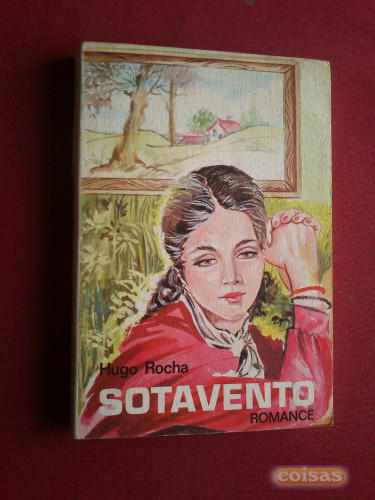 Hugo Rocha
SOTAVENTO
ROMANCE
coisas